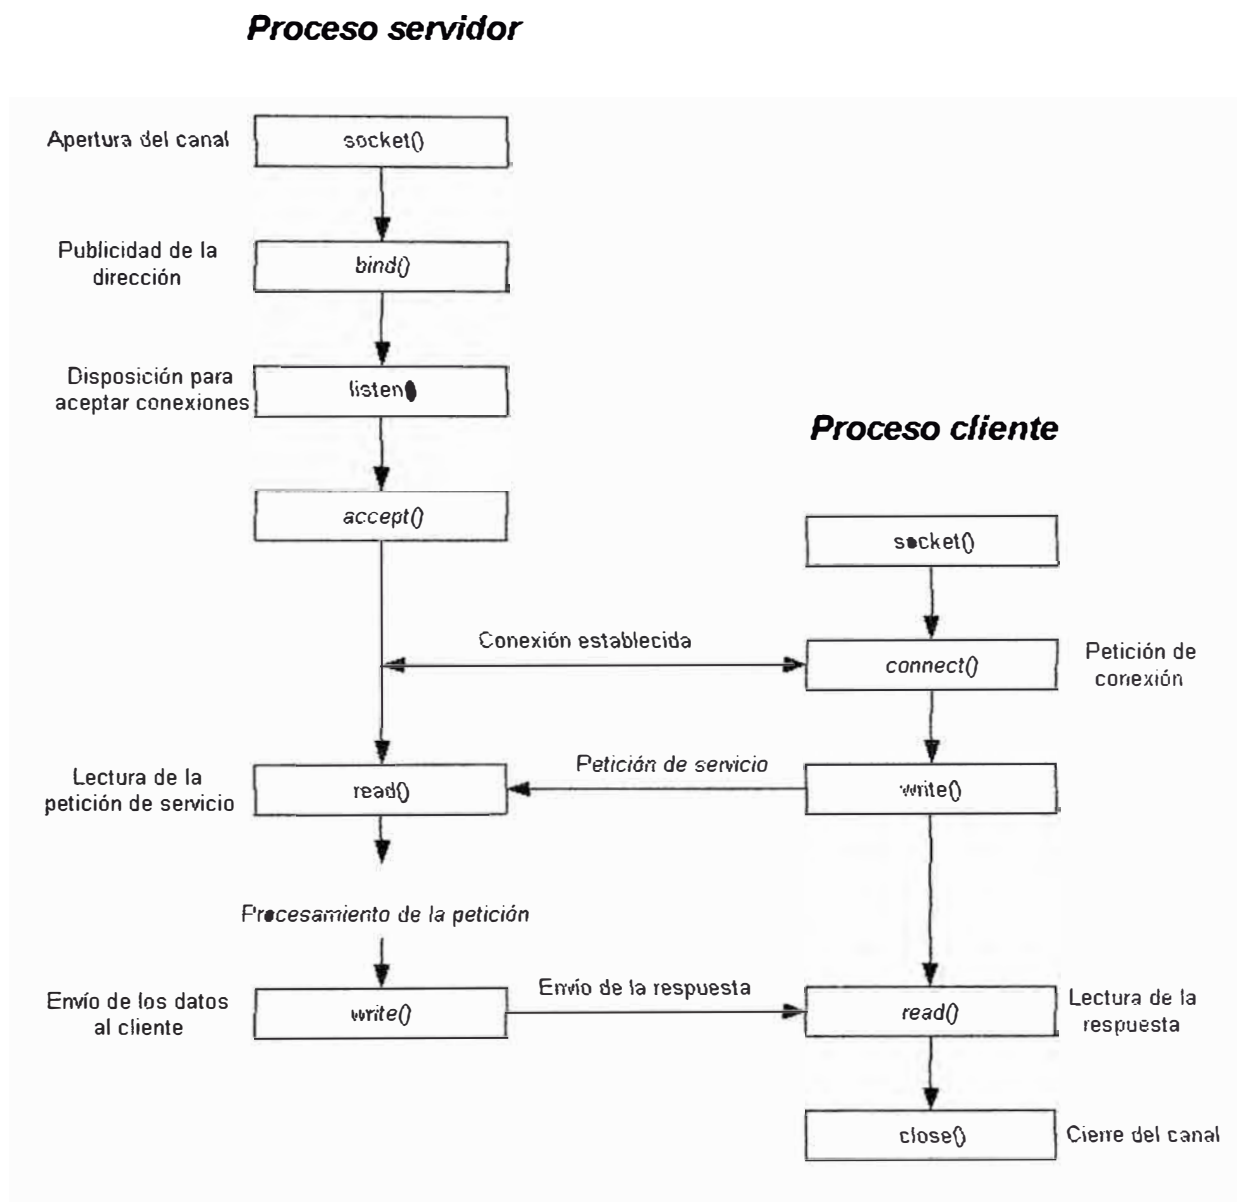 Proceso servidor
Apertura del canal
socket()
Publicidad de la
dirección
bind()
Disposición para
aceptar conexiones
listen()
Proceso cliente
accept()
socket()
Conexión establecida
connect()
Petición de
conexión
Lectura de la
petición de servicio
read()
Petición de servicio
write()
Procesamiento de la petición
Envío de los datos
al cliente
write()
Envío de la respuesta
read()
Lectura de la
respuesta
close()
Cierre del canal